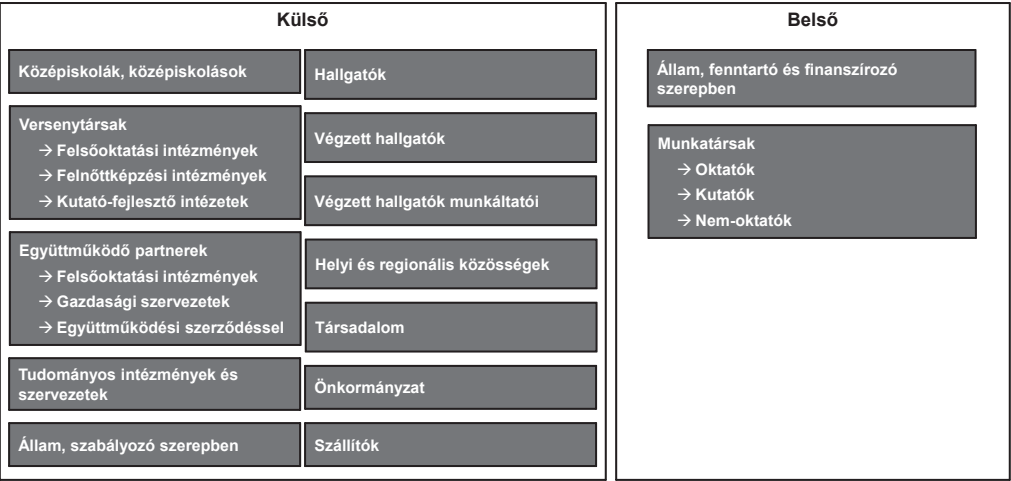 Külső
Középiskolák, középiskolások
Versenytársak
→ Felsőoktatási intézmények
→ Felnőttképzési intézmények
→ Kutató-fejlesztő intézetek
Együttműködő partnerek
→ Felsőoktatási intézmények
→ Gazdasági szervezetek
→ Együttműködési szerződéssel
Tudományos intézmények és
szervezetek
Állam, szabályozó szerepben
Hallgatók
Végzett hallgatók
Végzett hallgatók munkáltatói
Helyi és regionális közösségek
Társadalom
Önkormányzat
Szállítók
Belső
Állam, fenntartó és finanszírozó
szerepben
Munkatársak
→ Oktatók
→ Kutatók
→ Nem-oktatók